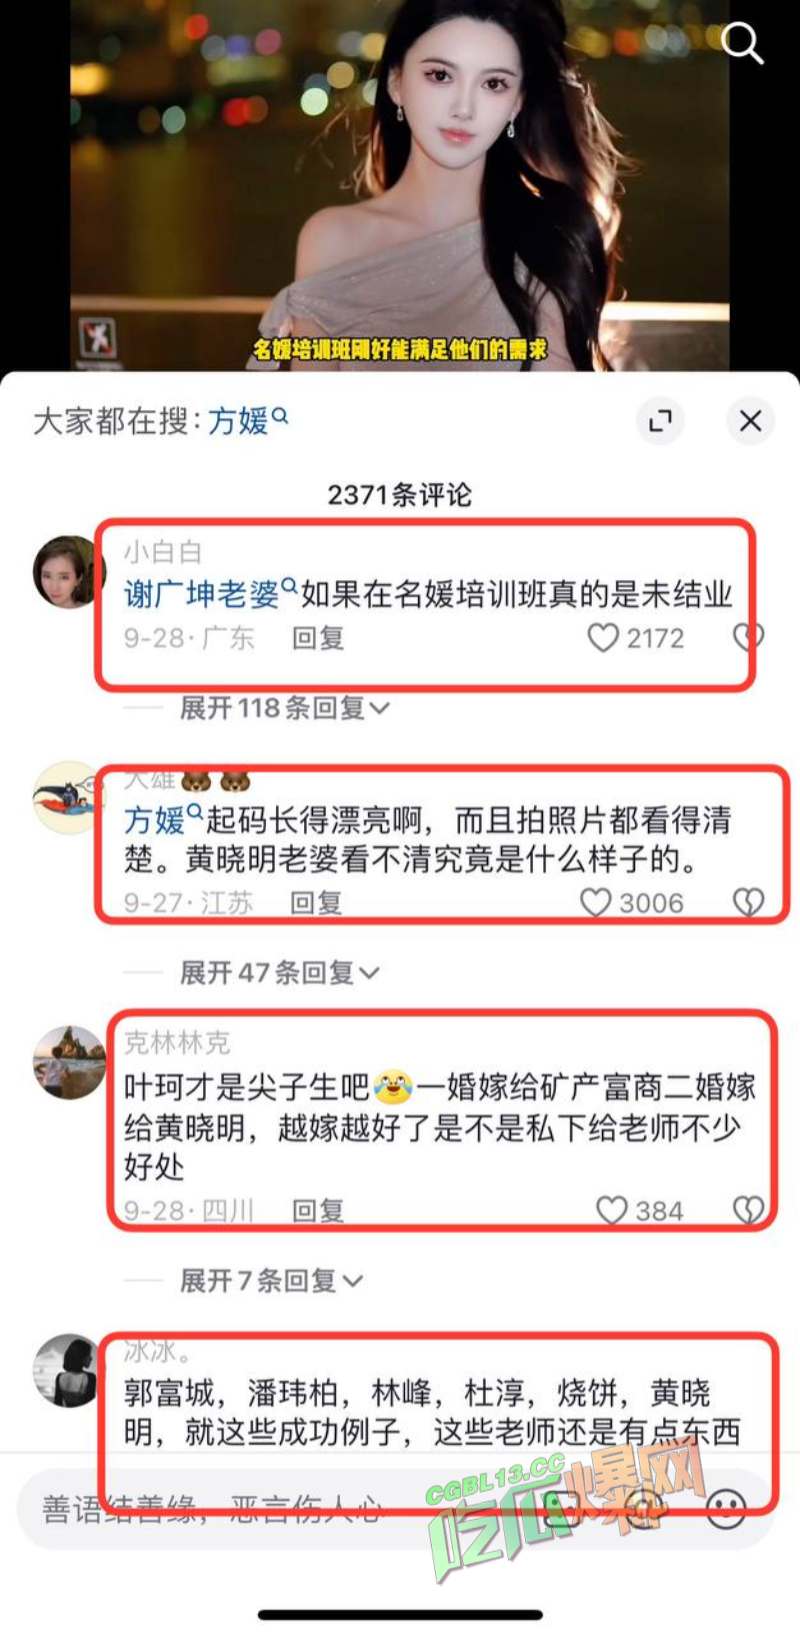 名媛培训班刚好能满足他们的需求
大家都在搜：方媛
2371条评论
小白白
谢广坤老婆如果在名媛培训班真的是未结业
9-28·广东 回复 2172
展开118条回复
大雄🐻🐻
方媛起码长得漂亮啊，而且拍照片都看得清
楚。黄晓明老婆看不清究竟是什么样子的。
9-27·江苏 回复 3006
展开47条回复
克林林克
叶珂才是尖子生吧😂一婚嫁给矿产富商二婚嫁
给黄晓明，越嫁越好了是不是私下给老师不少
好处
9-28·四川 回复 384
展开7条回复
冰冰。
郭富城，潘玮柏，林峰，杜淳，烧饼，黄晓
明，就这些成功例子，这些老师还是有点东西
善语结善缘，恶言伤人心
CGBL13.CC
吃瓜爆网